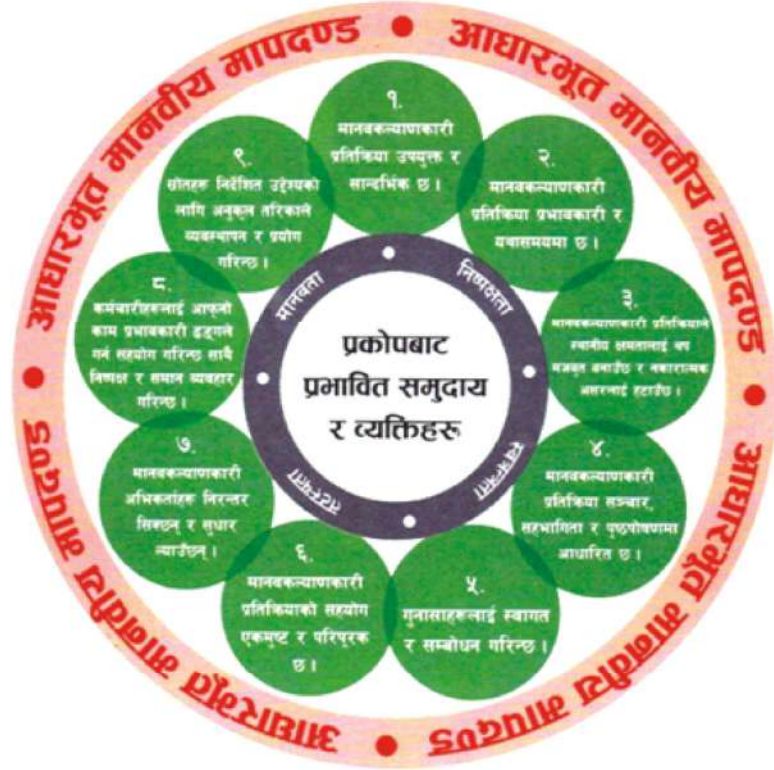 आधारभूत मानवीय मापदण्ड
आधारभूत मानवीय मापदण्ड
आधारभूत मानवीय मापदण्ड
आधारभूत मानवीय मापदण्ड
आधारभूत मानवीय मापदण्ड
१.
मानवकल्याणकारी
प्रतिक्रिया उपयुक्त र
सान्दर्भिक छ ।
२.
मानवकल्याणकारी
प्रतिक्रिया प्रभावकारी र
यथासमयमा छ ।
३.
मानवकल्याणकारी प्रतिक्रियाले
स्थानीय क्षमतालाई थप
मजबुत बनाउँछ र नकारात्मक
असरलाई हटाउँछ ।
४.
मानवकल्याणकारी
प्रतिक्रिया सञ्चार,
सहभागिता र पृष्ठपोषणमा
आधारित छ ।
५.
गुनासाहरूलाई स्वागत
र सम्बोधन गरिन्छ ।
६.
मानवकल्याणकारी
प्रतिक्रियाको सहयोग
एकमुष्ट र परिपूरक
छ ।
७.
मानवकल्याणकारी
अभिकर्ताहरू निरन्तर
सिक्छन् र सुधार
ल्याउँछन् ।
८.
कर्मचारीहरूलाई आफ्नो
काम प्रभावकारी ढङ्गले
गर्न सहयोग गरिन्छ साथै
निष्पक्ष र समान व्यवहार
गरिन्छ ।
९.
स्रोतहरू निर्देशित उद्देश्यको
लागि अनुकूल तरिकाले
व्यवस्थापन र प्रयोग
गरिन्छ ।
मानवता
निष्पक्षता
स्वतन्त्रता
तटस्थता
प्रकोपबाट
प्रभावित समुदाय
र व्यक्तिहरू